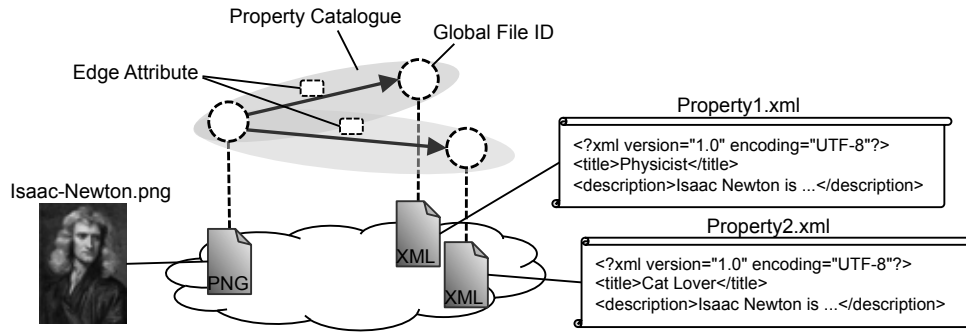 Property Catalogue
Global File ID
Edge Attribute
Property1.xml
<?xml version="1.0" encoding="UTF-8"?>
<title>Physicist</title>
<description>Isaac Newton is ...</description>
Isaac-Newton.png
PNG
XML
XML
Property2.xml
<?xml version="1.0" encoding="UTF-8"?>
<title>Cat Lover</title>
<description>Isaac Newton is ...</description>